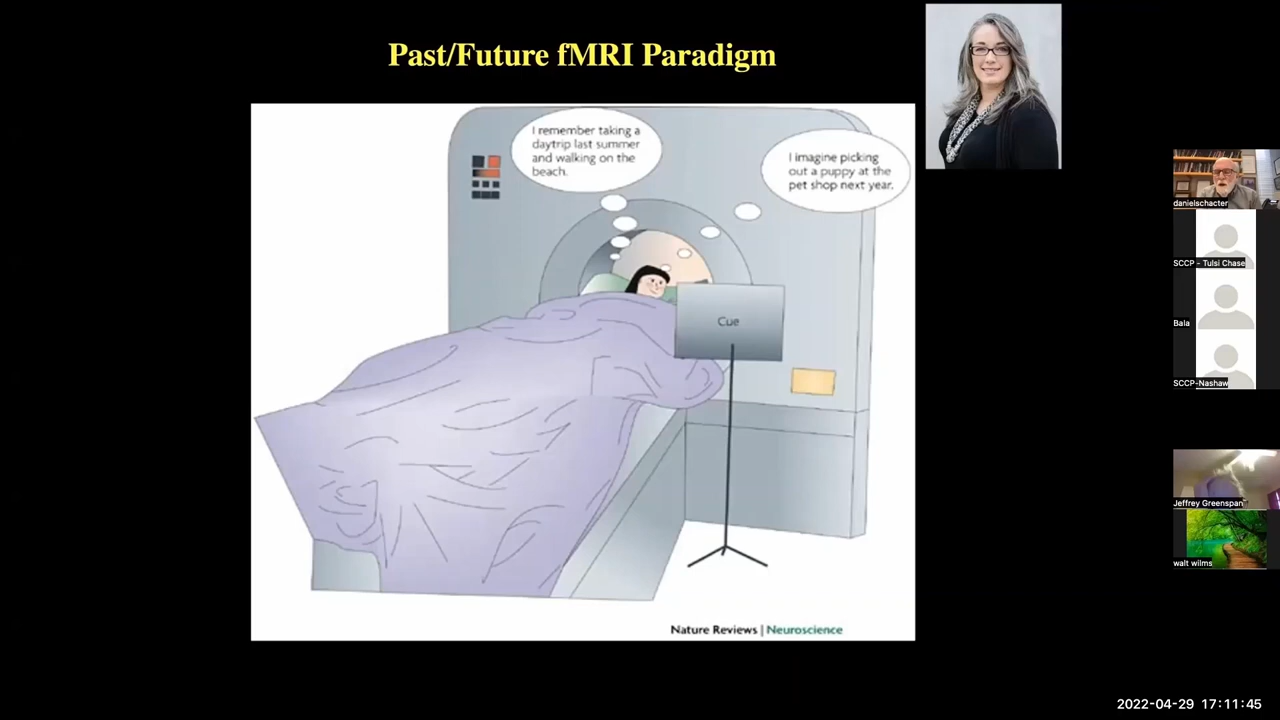 Past/Future fMRI Paradigm
I remember taking a
daytrip last summer
and walking on the
beach.
I imagine picking
out a puppy at the
pet shop next year.
Cue
Nature Reviews | Neuroscience
danielschacter
SCCP - Tulsi Chase
Bala
SCCP-Nashaw
Jeffrey Greenspan
walt wilms
2022-04-29 17:11:45